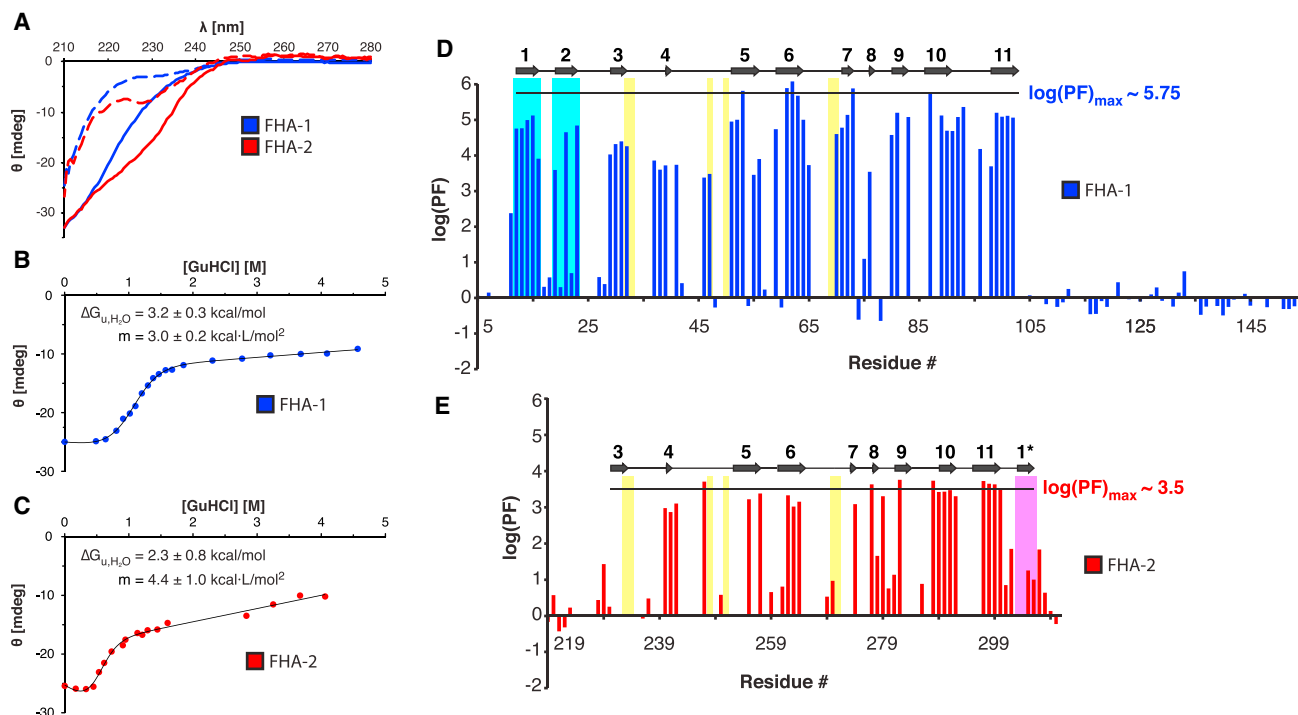 A
λ [nm]
210 220 230 240 250 260 270 280
0
-10
-20
-30
θ [mdeg]
FHA-1
FHA-2
B
[GuHCl] [M]
0 1 2 3 4 5
0
-10
-20
-30
θ [mdeg]
ΔGu,H2O = 3.2 ± 0.3 kcal/mol
m = 3.0 ± 0.2 kcal·L/mol²
FHA-1
C
[GuHCl] [M]
0 1 2 3 4 5
0
-10
-20
-30
θ [mdeg]
ΔGu,H2O = 2.3 ± 0.8 kcal/mol
m = 4.4 ± 1.0 kcal·L/mol²
FHA-2
D
1 2 3 4 5 6 7 8 9 10 11
6
5
4
3
2
1
0
-1
-2
log(PF)
log(PF)max ~ 5.75
FHA-1
5 25 45 65 85 105 125 145
Residue #
E
6
5
4
3
2
1
0
-1
-2
log(PF)
3 4 5 6 7 8 9 10 11 1*
log(PF)max ~ 3.5
FHA-2
219 239 259 279 299
Residue #